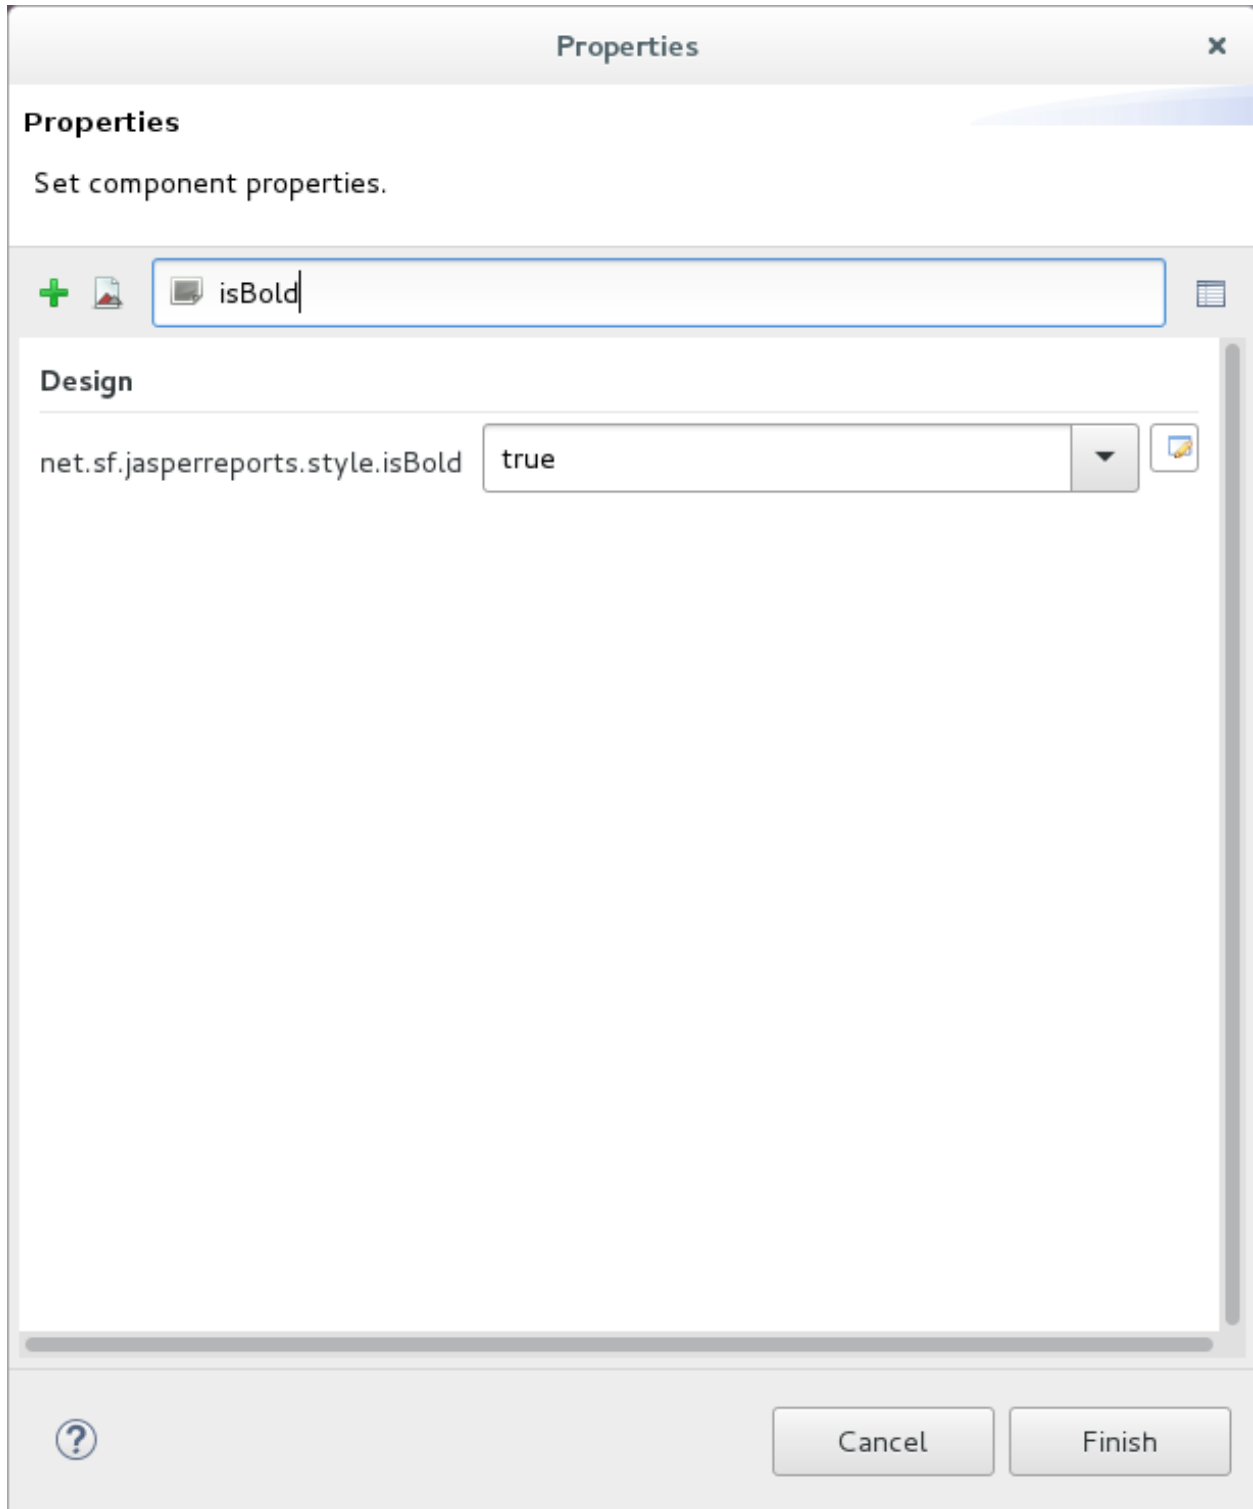 Properties
Properties
Set component properties.
isBold
Design
net.sf.jasperreports.style.isBold true
Cancel Finish